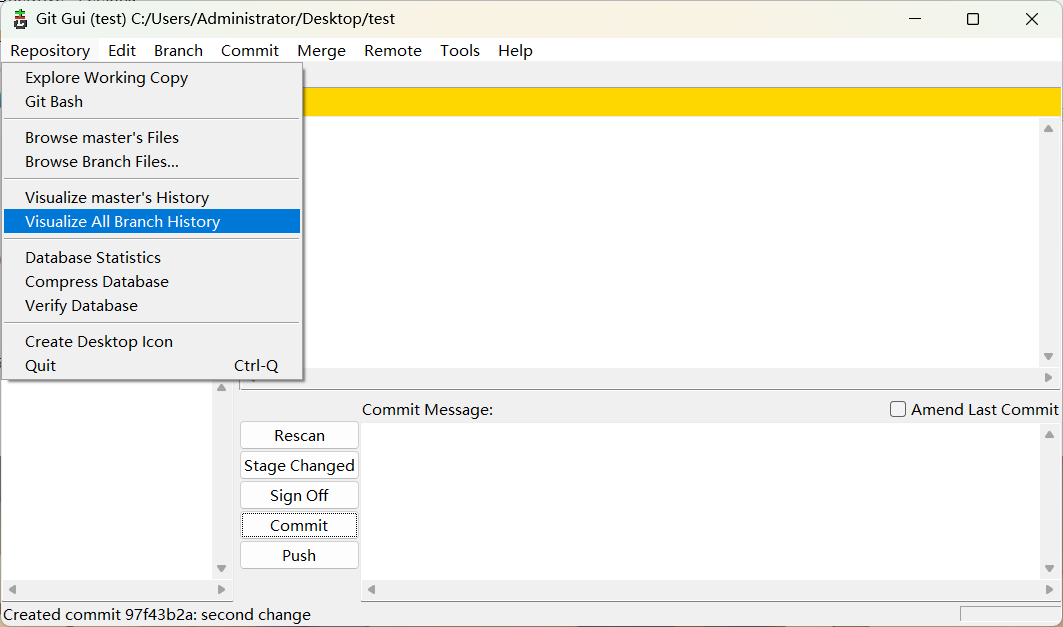 Git Gui (test) C:/Users/Administrator/Desktop/test
Repository Edit Branch Commit Merge Remote Tools Help
Explore Working Copy
Git Bash
Browse master's Files
Browse Branch Files...
Visualize master's History
Visualize All Branch History
Database Statistics
Compress Database
Verify Database
Create Desktop Icon
Quit Ctrl-Q
Commit Message: Amend Last Commit
Rescan
Stage Changed
Sign Off
Commit
Push
Created commit 97f43b2a: second change